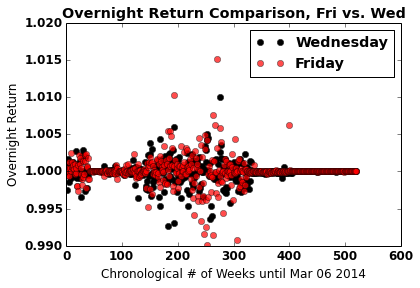 Overnight Return Comparison, Fri vs. Wed
1.020
1.015
1.010
1.005
1.000
0.995
0.990
Overnight Return
Wednesday
Friday
0
100
200
300
400
500
600
Chronological # of Weeks until Mar 06 2014